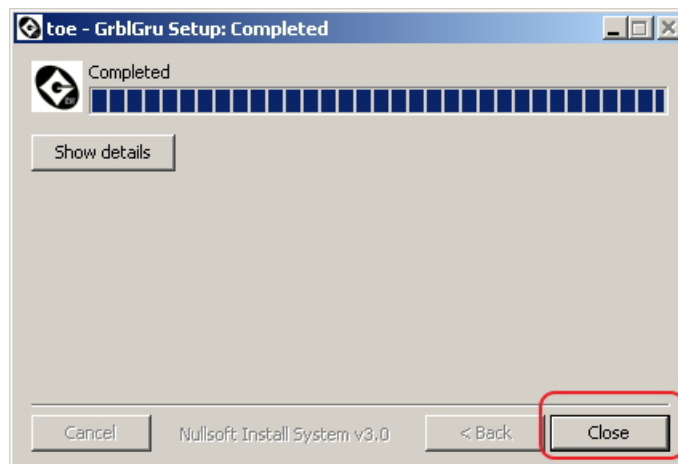 toe - GrblGru Setup: Completed
Completed
Show details
Cancel
Nullsoft Install System v3.0
< Back
Close